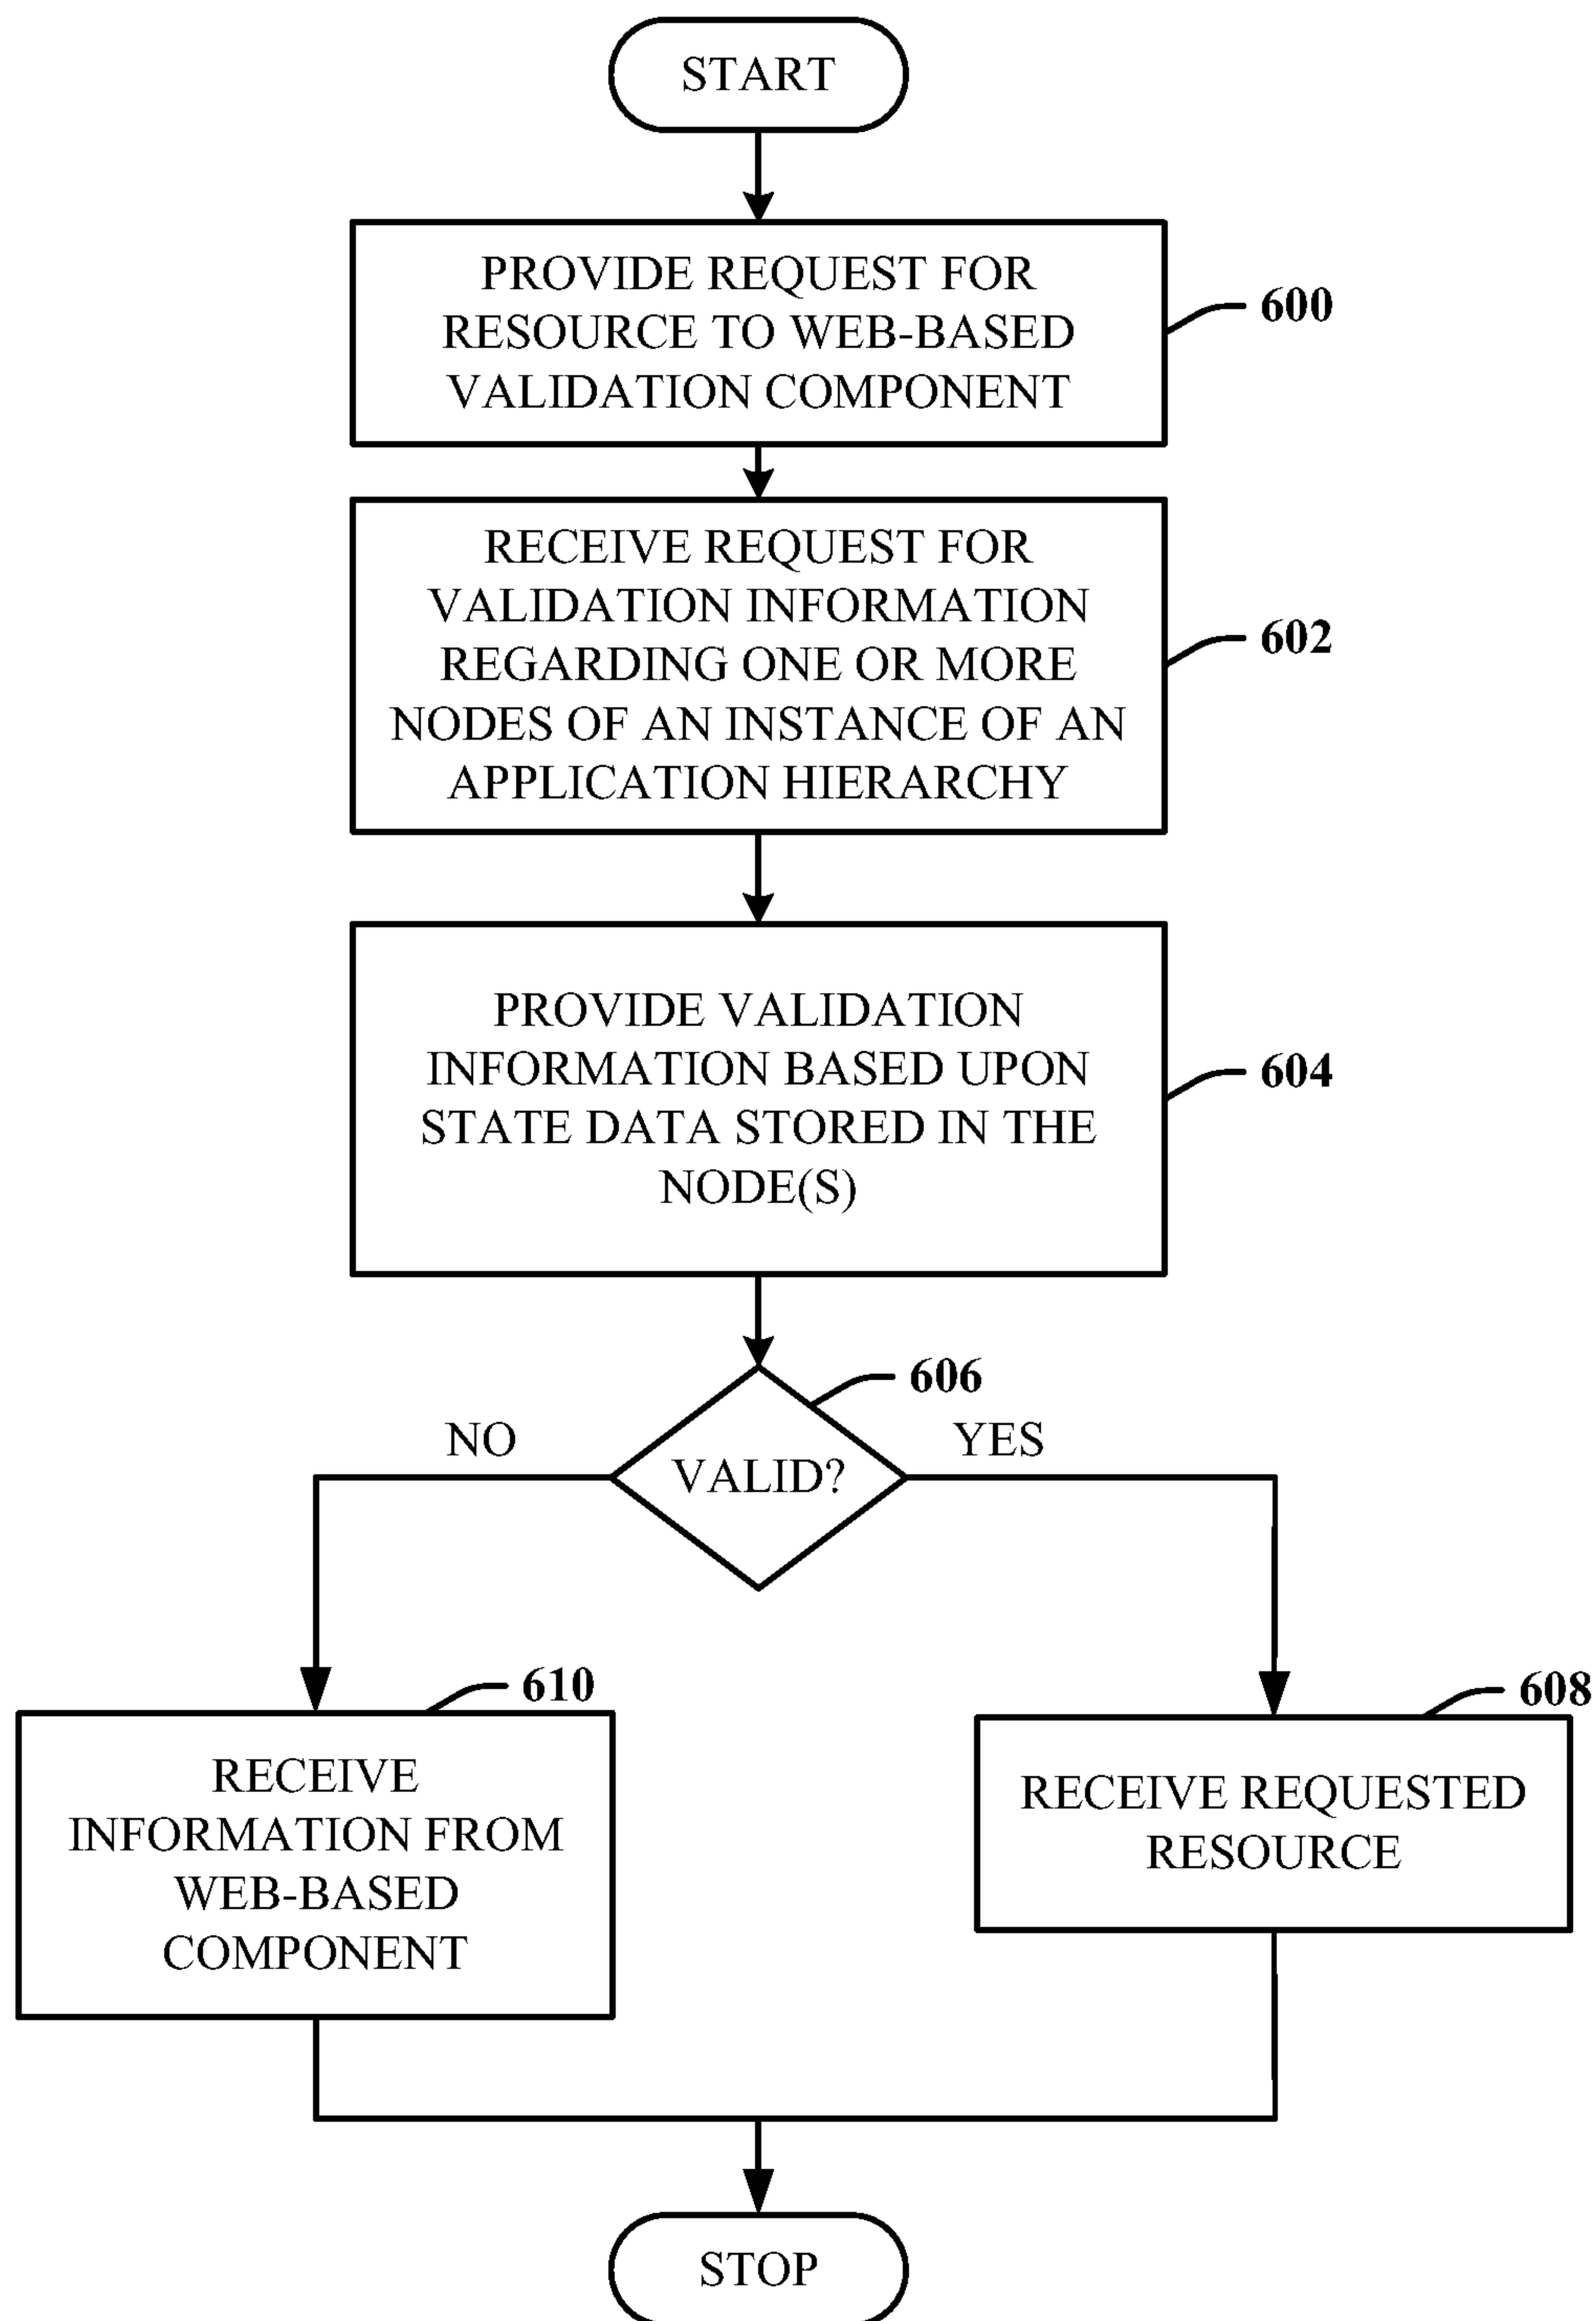 START
PROVIDE REQUEST FOR
RESOURCE TO WEB-BASED
VALIDATION COMPONENT
600
RECEIVE REQUEST FOR
VALIDATION INFORMATION
REGARDING ONE OR MORE
NODES OF AN INSTANCE OF AN
APPLICATION HIERARCHY
602
PROVIDE VALIDATION
INFORMATION BASED UPON
STATE DATA STORED IN THE
NODE(S)
604
606
NO
YES
VALID?
610
RECEIVE
INFORMATION FROM
WEB-BASED
COMPONENT
608
RECEIVE REQUESTED
RESOURCE
STOP